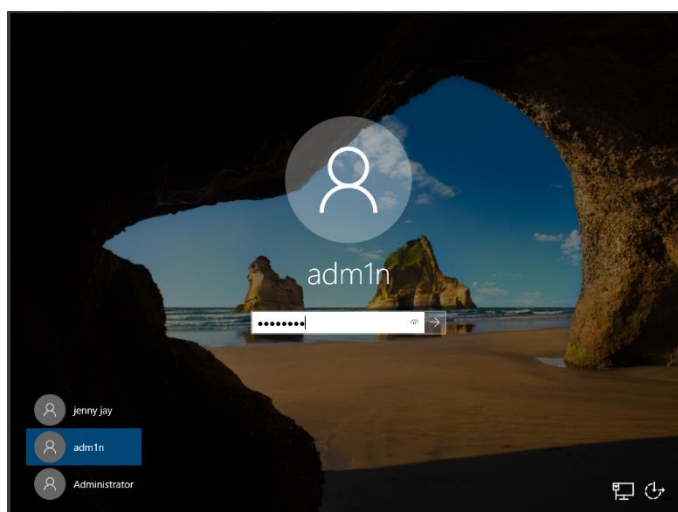 adm1n
••••••••
jenny jay
adm1n
Administrator